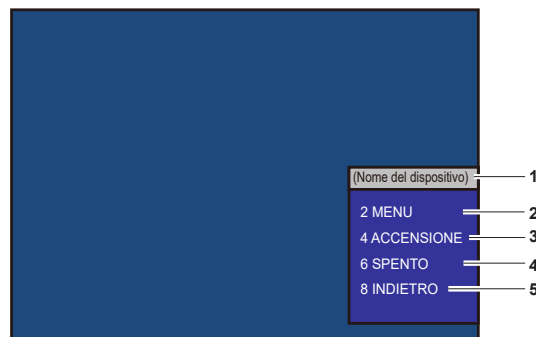 (Nome del dispositivo) 1
2 MENU 2
4 ACCENSIONE 3
6 SPENTO 4
8 INDIETRO 5